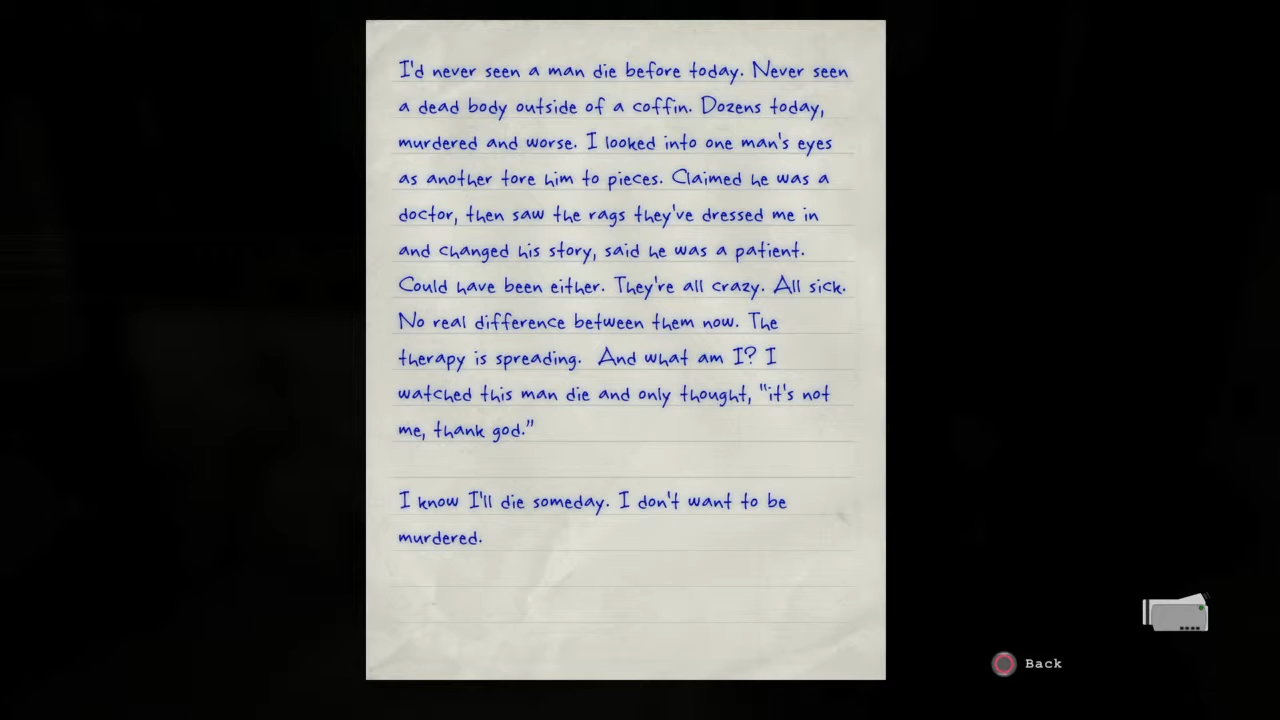 I'd never seen a man die before today. Never seen
a dead body outside of a coffin. Dozens today,
murdered and worse. I looked into one man's eyes
as another tore him to pieces. Claimed he was a
doctor, then saw the rags they've dressed me in
and changed his story, said he was a patient.
Could have been either. They're all crazy. All sick.
No real difference between them now. The
therapy is spreading. And what am I? I
watched this man die and only thought, "it's not
me, thank god."
I know I'll die someday. I don't want to be
murdered.
Back